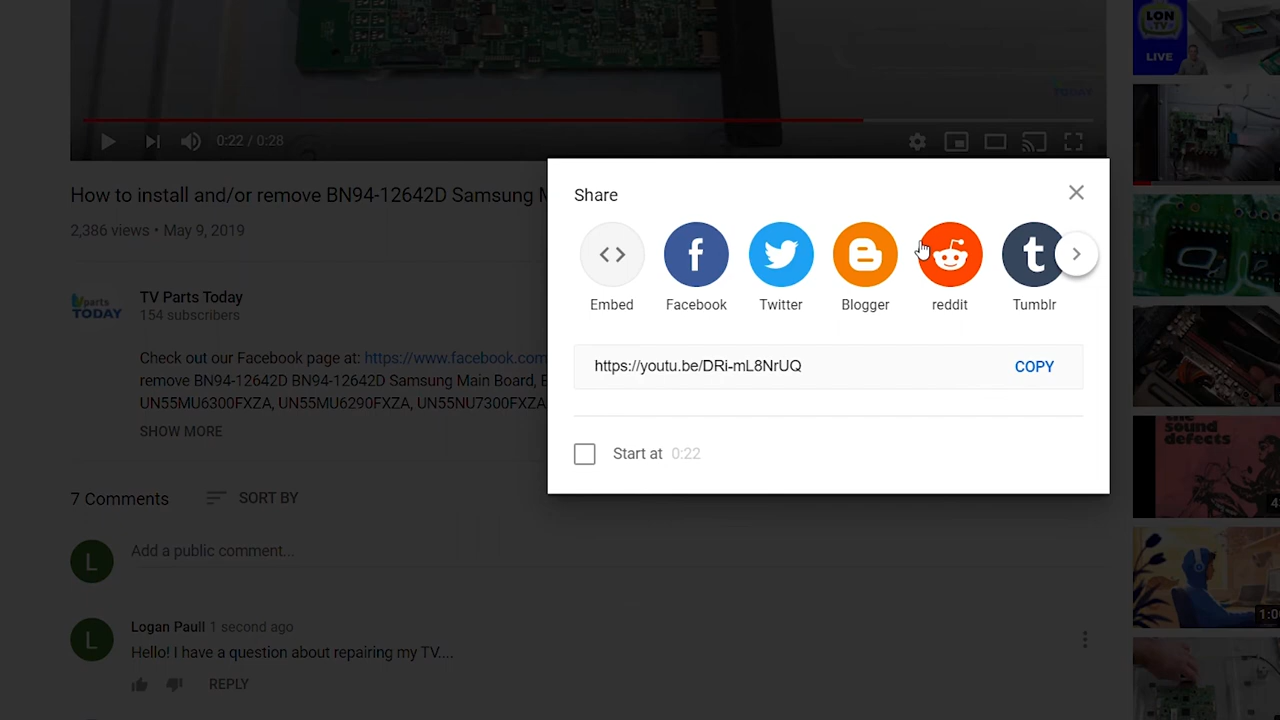 LON
TV
LIVE
TODAY
0:22 / 0:28
How to install and/or remove BN94-12642D Samsung
2,386 views • May 9, 2019
Share
Embed
Facebook
Twitter
Blogger
reddit
Tumblr
parts
TODAY
TV Parts Today
154 subscribers
Check out our Facebook page at: https://www.facebook.com
remove BN94-12642D BN94-12642D Samsung Main Board,
UN55MU6300FXZA, UN55MU6290FXZA, UN55NU7300FXZA
SHOW MORE
https://youtu.be/DRi-mL8NrUQ
COPY
Start at 0:22
the
sound
defects
7 Comments
SORT BY
L
Add a public comment...
L
Logan Paull 1 second ago
Hello! I have a question about repairing my TV....
REPLY